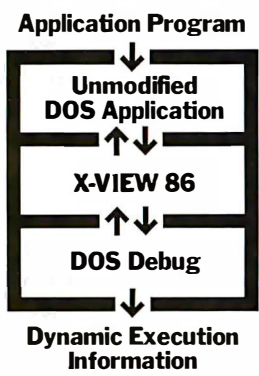 Application Program
Unmodified
DOS Application
X-VIEW 86
DOS Debug
Dynamic Execution
Information